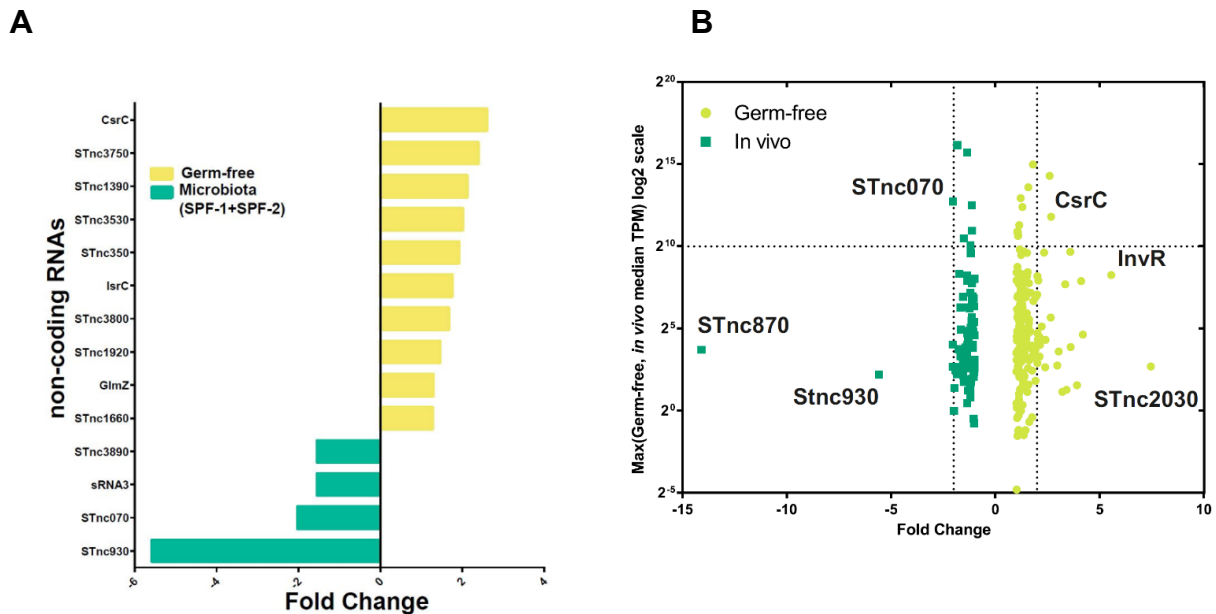 A
non-coding RNAs
CsrC
STnc3750
STnc1390
STnc3530
STnc350
IsrC
STnc3800
STnc1920
GlmZ
STnc1660
STnc3890
sRNA3
STnc070
STnc930
Germ-free
Microbiota
(SPF-1+SPF-2)
-6
-4
-2
0
2
4
Fold Change
B
Max(Germ-free, in vivo median TPM) log2 scale
2^20
2^15
2^10
2^5
2^0
2^-5
Germ-free
In vivo
STnc070
CsrC
InvR
STnc870
Stnc930
STnc2030
-15
-10
-5
0
5
10
Fold Change